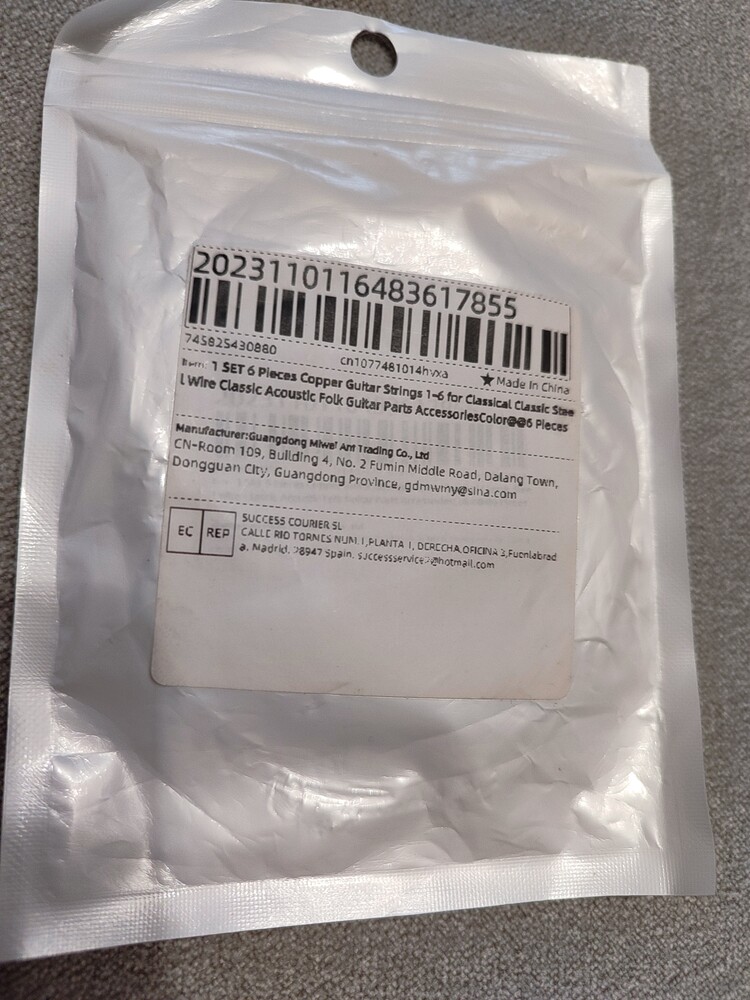 2023110116483617855
745825430880
cn1077481014hvxa
★Made In China
Item: 1 SET 6 Pieces Copper Guitar Strings 1-6 for Classical Classic Stee
l Wire Classic Acoustic Folk Guitar Parts AccessoriesColor@@6 Pieces
Manufacturer:Guangdong Miwei Ant Trading Co., Ltd
CN-Room 109, Building 4, No. 2 Fumin Middle Road, Dalang Town,
Dongguan City, Guangdong Province, gdmwmy@sina.com
EC REP
SUCCESS COURIER SL
CALLE RIO TORMES NUM.1,PLANTA 1, DERECHA,OFICINA 3,Fuenlabrad
a, Madrid, 28947 Spain,